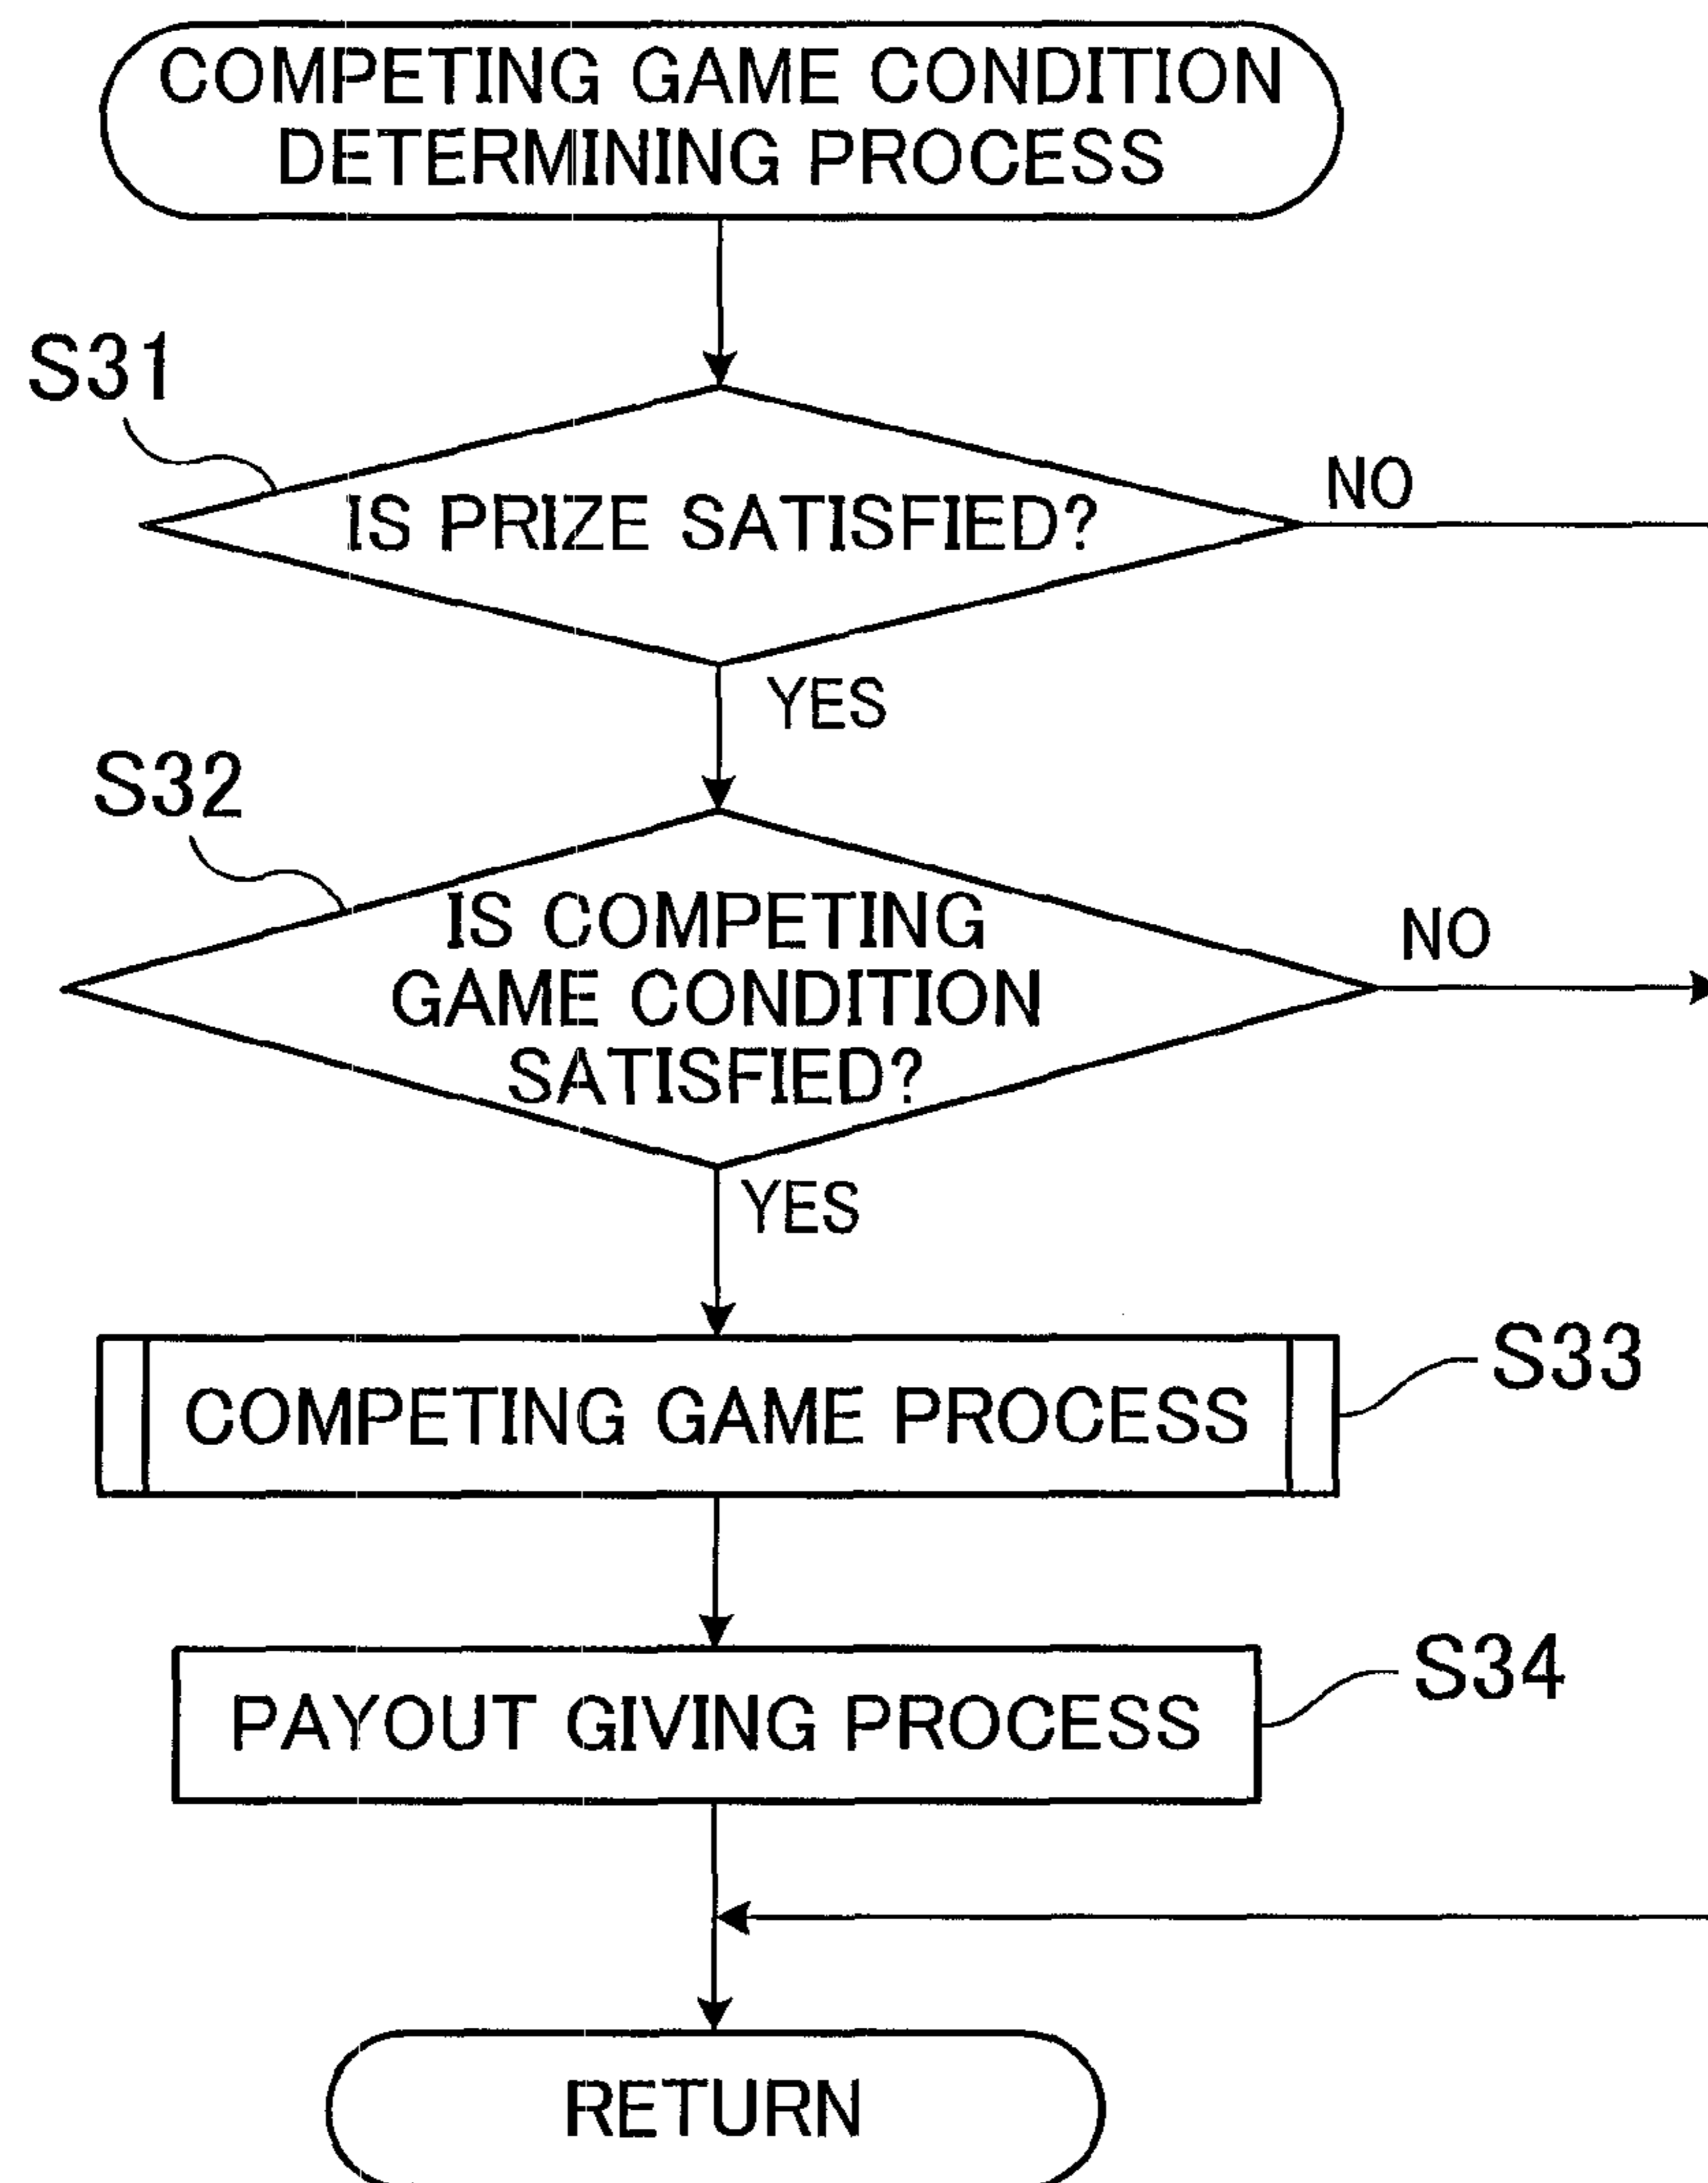 COMPETING GAME CONDITION
DETERMINING PROCESS
S31
IS PRIZE SATISFIED?
NO
YES
S32
IS COMPETING
GAME CONDITION
SATISFIED?
NO
YES
COMPETING GAME PROCESS
S33
PAYOUT GIVING PROCESS
S34
RETURN